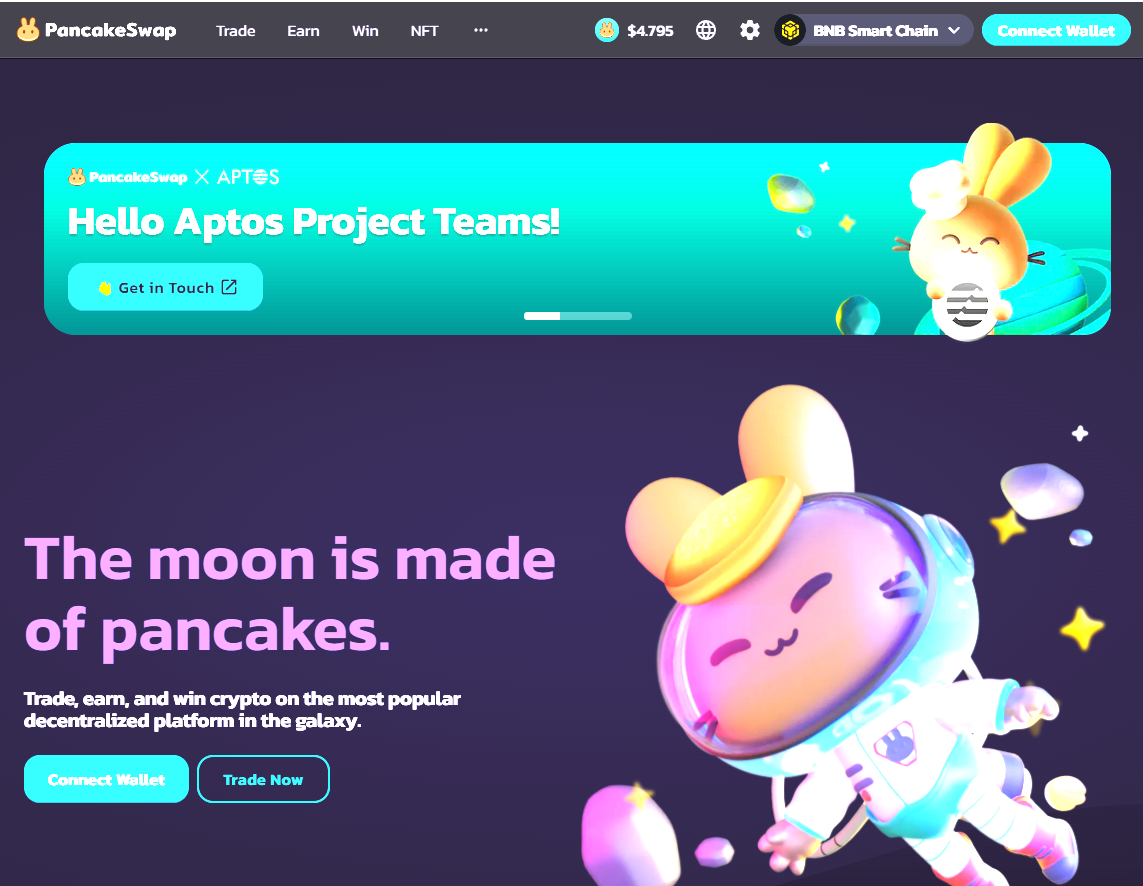 PancakeSwap
Trade
Earn
Win
NFT
$4.795
BNB Smart Chain
Connect Wallet
PancakeSwap X APTOS
Hello Aptos Project Teams!
Get in Touch
The moon is made
of pancakes.
Trade, earn, and win crypto on the most popular
decentralized platform in the galaxy.
Connect Wallet
Trade Now